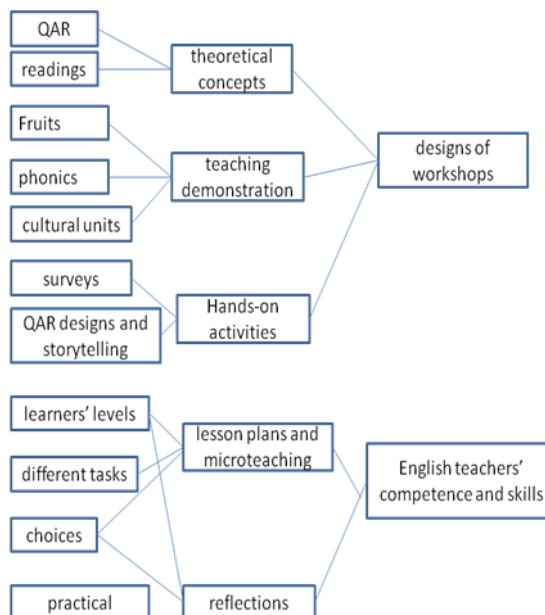 QAR
readings
theoretical
concepts
Fruits
phonics
cultural units
teaching
demonstration
designs of
workshops
surveys
QAR designs and
storytelling
Hands-on
activities
learners' levels
different tasks
choices
practical
lesson plans and
microteaching
reflections
English teachers'
competence and skills